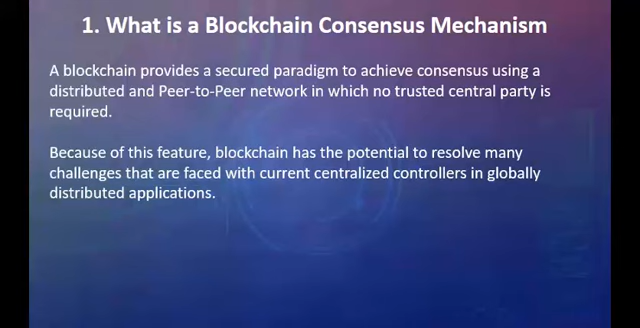 1. What is a Blockchain Consensus Mechanism
A blockchain provides a secured paradigm to achieve consensus using a
distributed and Peer-to-Peer network in which no trusted central party is
required.
Because of this feature, blockchain has the potential to resolve many
challenges that are faced with current centralized controllers in globally
distributed applications.